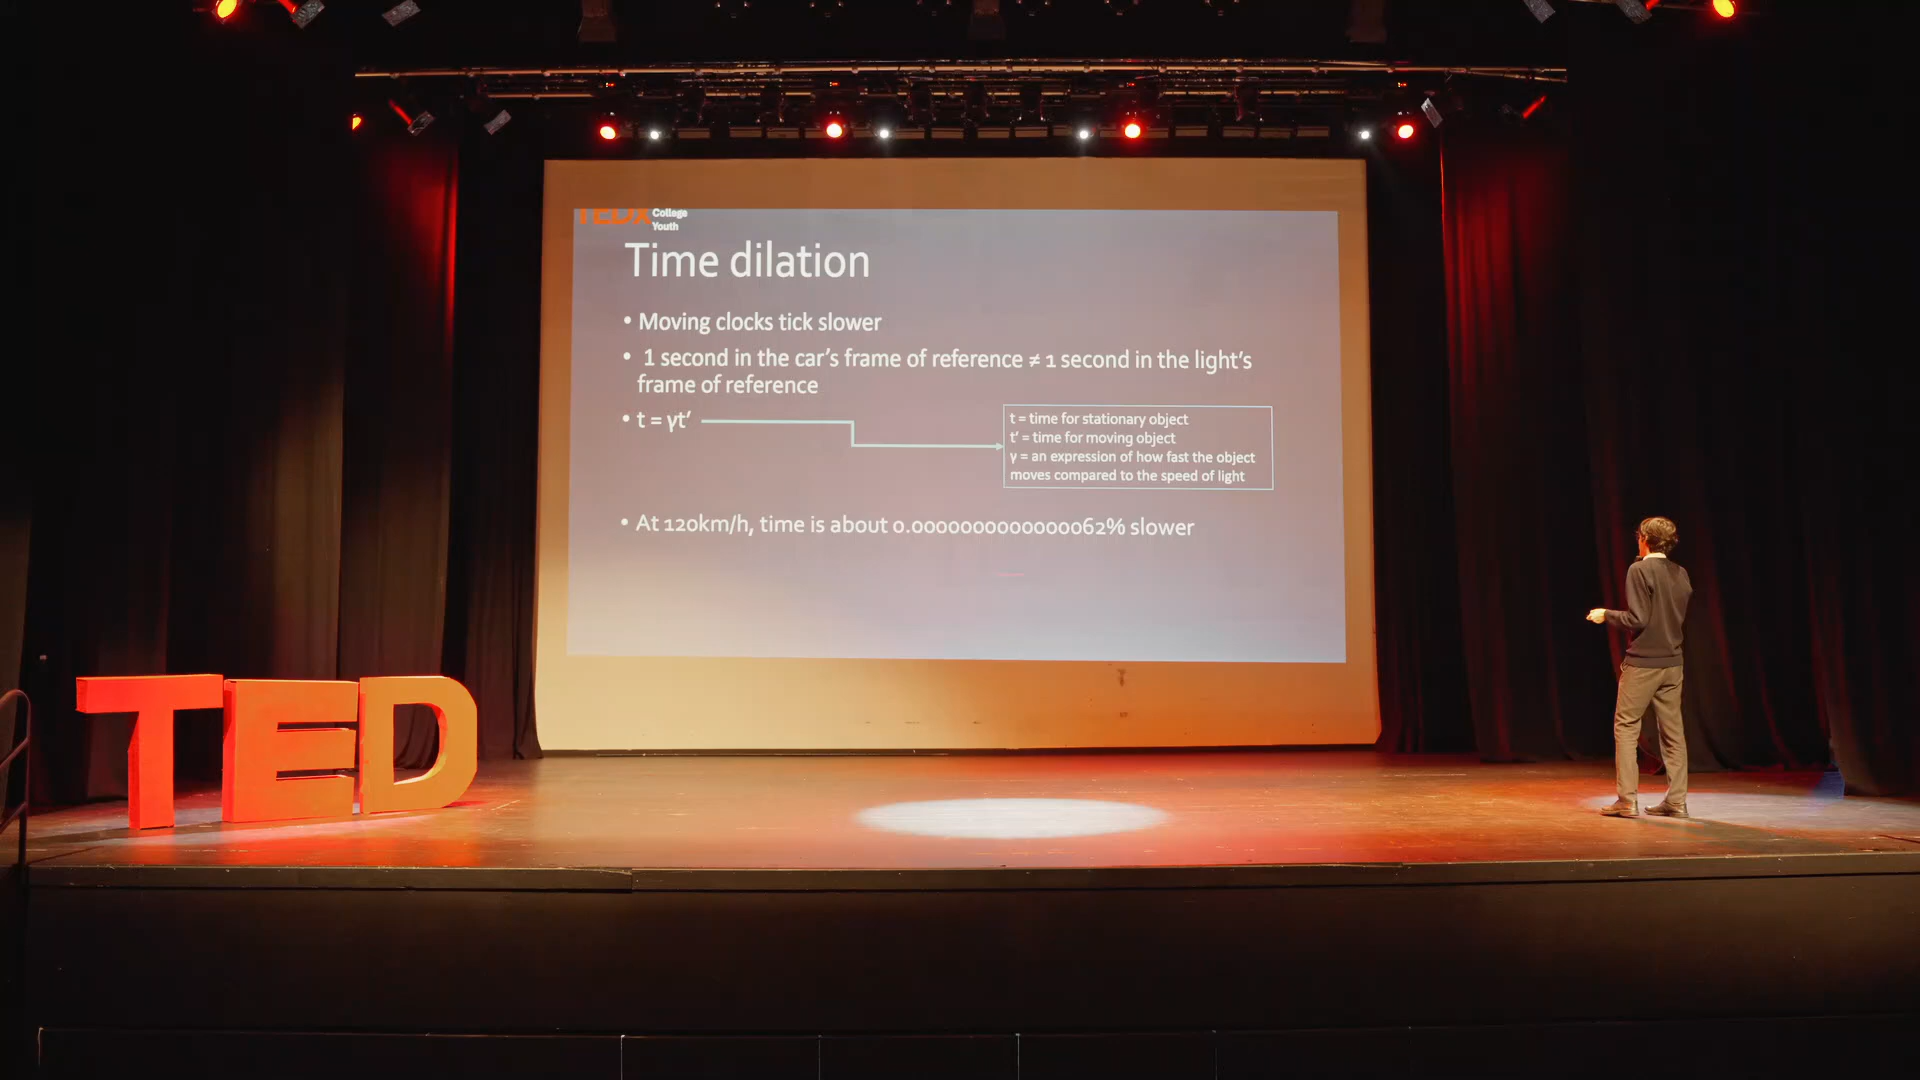 TEDx College
Youth
Time dilation
• Moving clocks tick slower
• 1 second in the car's frame of reference ≠ 1 second in the light's
frame of reference
• t = γt′
t = time for stationary object
t′ = time for moving object
γ = an expression of how fast the object
moves compared to the speed of light
• At 120km/h, time is about 0.0000000000000062% slower
TED